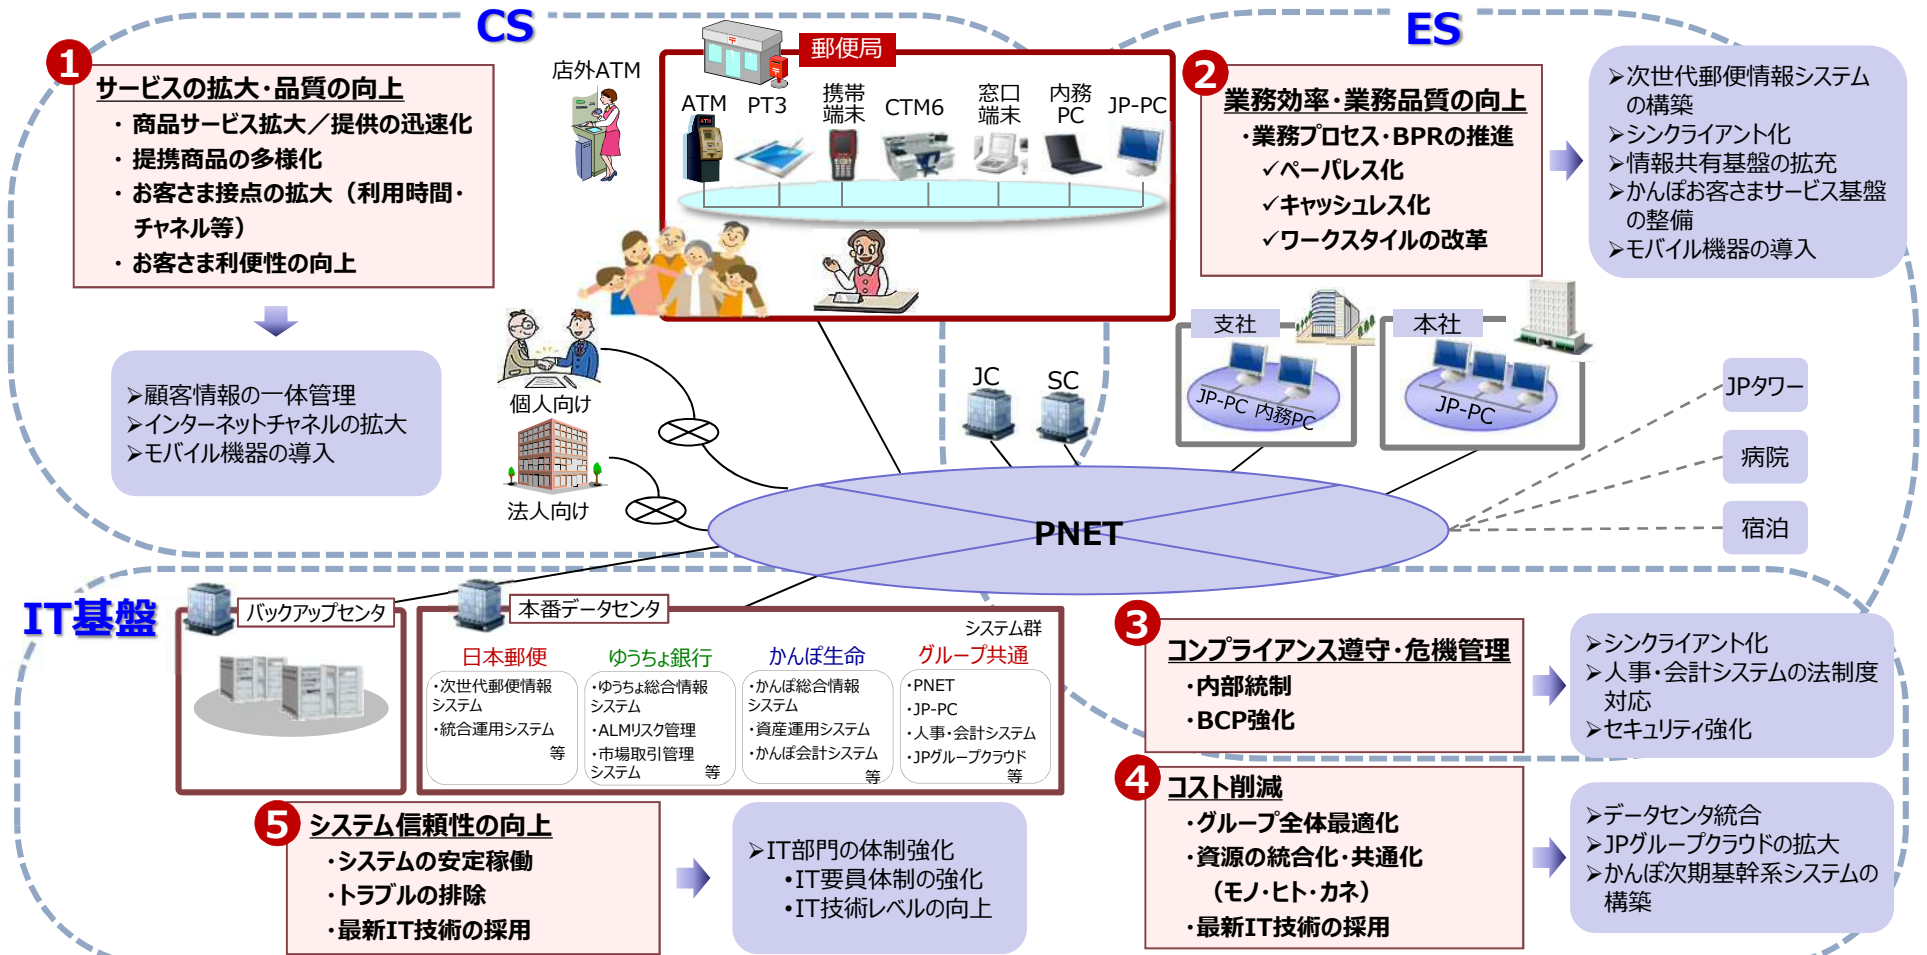 CS
ES
1
サービスの拡大・品質の向上
・商品サービス拡大／提供の迅速化
・提携商品の多様化
・お客さま接点の拡大（利用時間・
チャネル等）
・お客さま利便性の向上
➢顧客情報の一体管理
➢インターネットチャネルの拡大
➢モバイル機器の導入
店外ATM
郵便局
ATM
PT3
携帯
端末
CTM6
窓口
端末
内務
PC
JP-PC
ATM
個人向け
法人向け
2
業務効率・業務品質の向上
・業務プロセス・BPRの推進
✓ペーパレス化
✓キャッシュレス化
✓ワークスタイルの改革
➢次世代郵便情報システム
の構築
➢シンクライアント化
➢情報共有基盤の拡充
➢かんぽお客さまサービス基盤
の整備
➢モバイル機器の導入
JC
SC
支社
JP-PC 内務PC
本社
JP-PC
JPタワー
病院
宿泊
PNET
IT基盤
バックアップセンタ
本番データセンタ
システム群
日本郵便
・次世代郵便情報
システム
・統合運用システム
等
ゆうちょ銀行
・ゆうちょ総合情報
システム
・ALMリスク管理
・市場取引管理
システム
等
かんぽ生命
・かんぽ総合情報
システム
・資産運用システム
・かんぽ会計システム
等
グループ共通
・PNET
・JP-PC
・人事・会計システム
・JPグループクラウド
等
3
コンプライアンス遵守・危機管理
・内部統制
・BCP強化
➢シンクライアント化
➢人事・会計システムの法制度
対応
➢セキュリティ強化
4
コスト削減
・グループ全体最適化
・資源の統合化・共通化
（モノ・ヒト・カネ）
・最新IT技術の採用
➢データセンタ統合
➢JPグループクラウドの拡大
➢かんぽ次期基幹系システムの
構築
5
システム信頼性の向上
・システムの安定稼働
・トラブルの排除
・最新IT技術の採用
➢IT部門の体制強化
•IT要員体制の強化
•IT技術レベルの向上